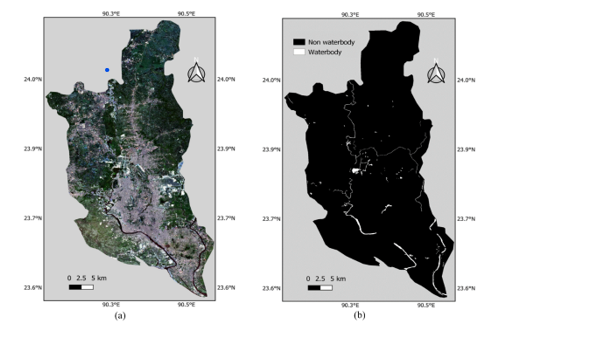 90.3°E 90.5°E
90.3°E 90.5°E
Non waterbody
Waterbody
24.0°N 24.0°N
24.0°N 24.0°N
23.9°N 23.9°N
23.9°N 23.9°N
23.7°N 23.7°N
23.7°N 23.7°N
0 2.5 5 km
0 2.5 5 km
23.6°N 23.6°N
23.6°N 23.6°N
90.3°E 90.5°E
90.3°E 90.5°E
(a)
(b)